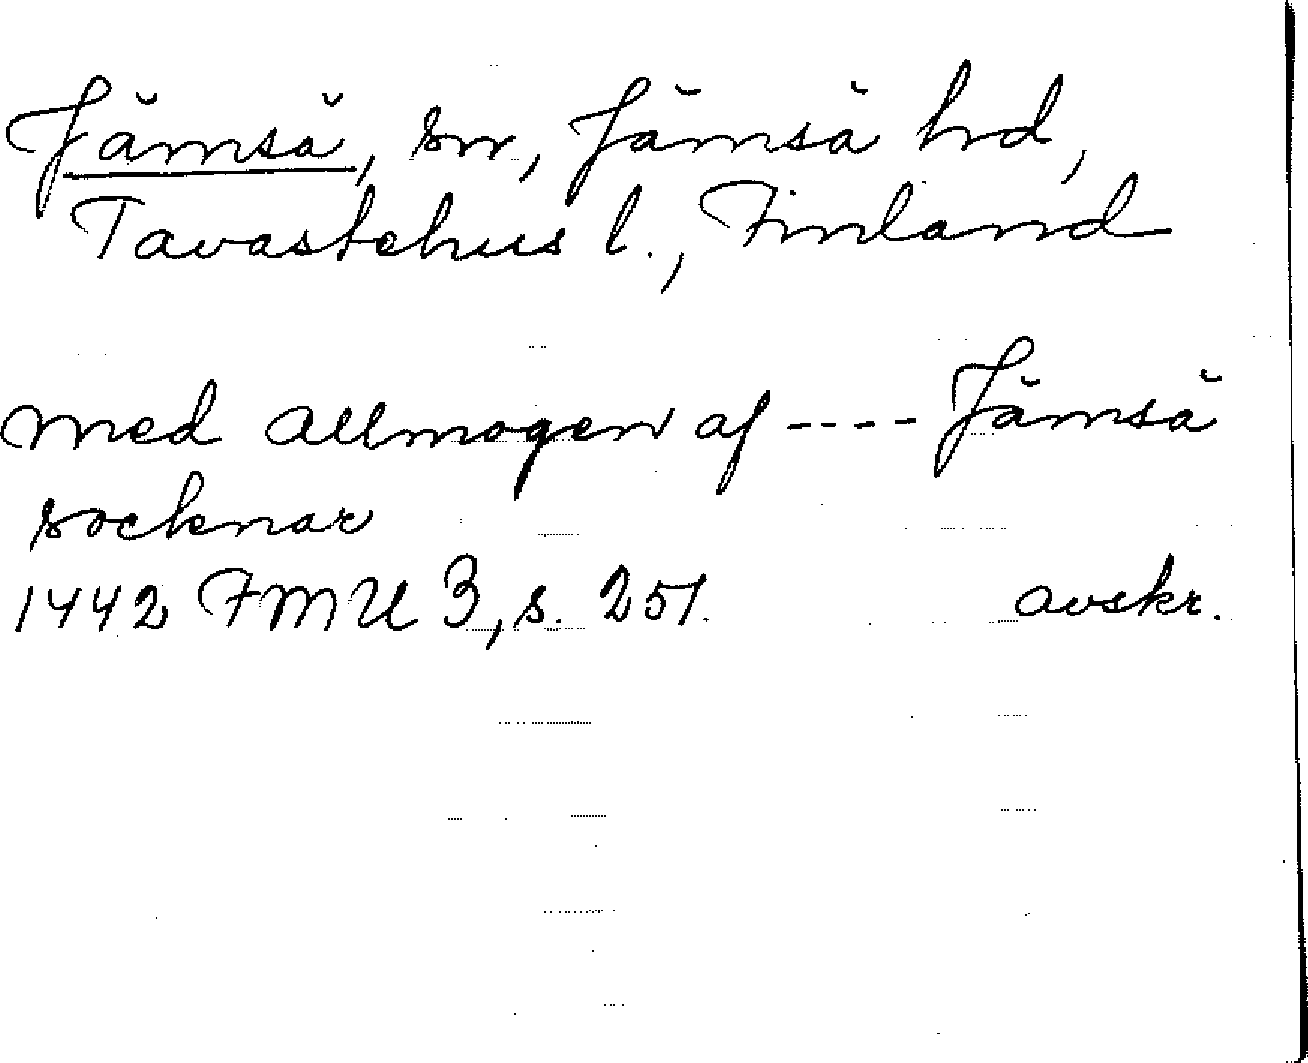 Jämsä, sn, Jämsä hd,
Tavastehus l., Finland
med allmogen af ---- Jämsä
socknar
1442 FMU 3, s. 251. avskr.